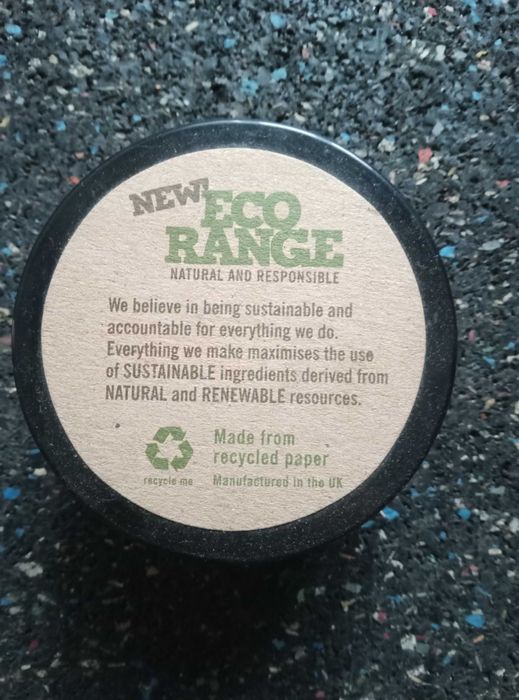 NEW!
ECO
RANGE
NATURAL AND RESPONSIBLE
We believe in being sustainable and
accountable for everything we do.
Everything we make maximises the use
of SUSTAINABLE ingredients derived from
NATURAL and RENEWABLE resources.
Made from
recycled paper
recycle me
Manufactured in the UK